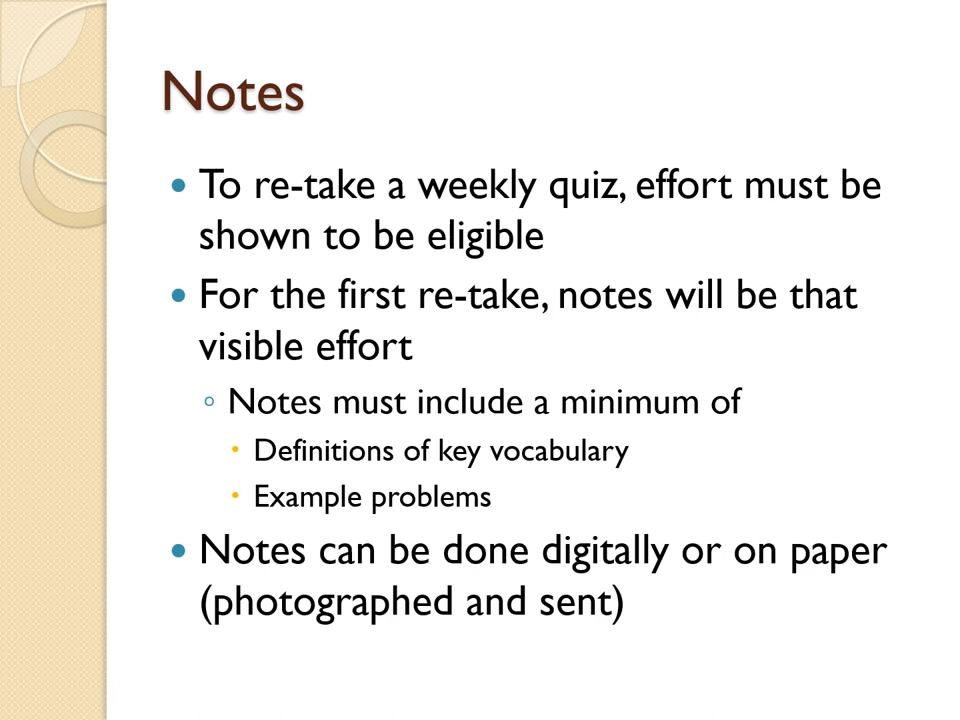 Notes
• To re-take a weekly quiz, effort must be
shown to be eligible
• For the first re-take, notes will be that
visible effort
◦ Notes must include a minimum of
• Definitions of key vocabulary
• Example problems
• Notes can be done digitally or on paper
(photographed and sent)